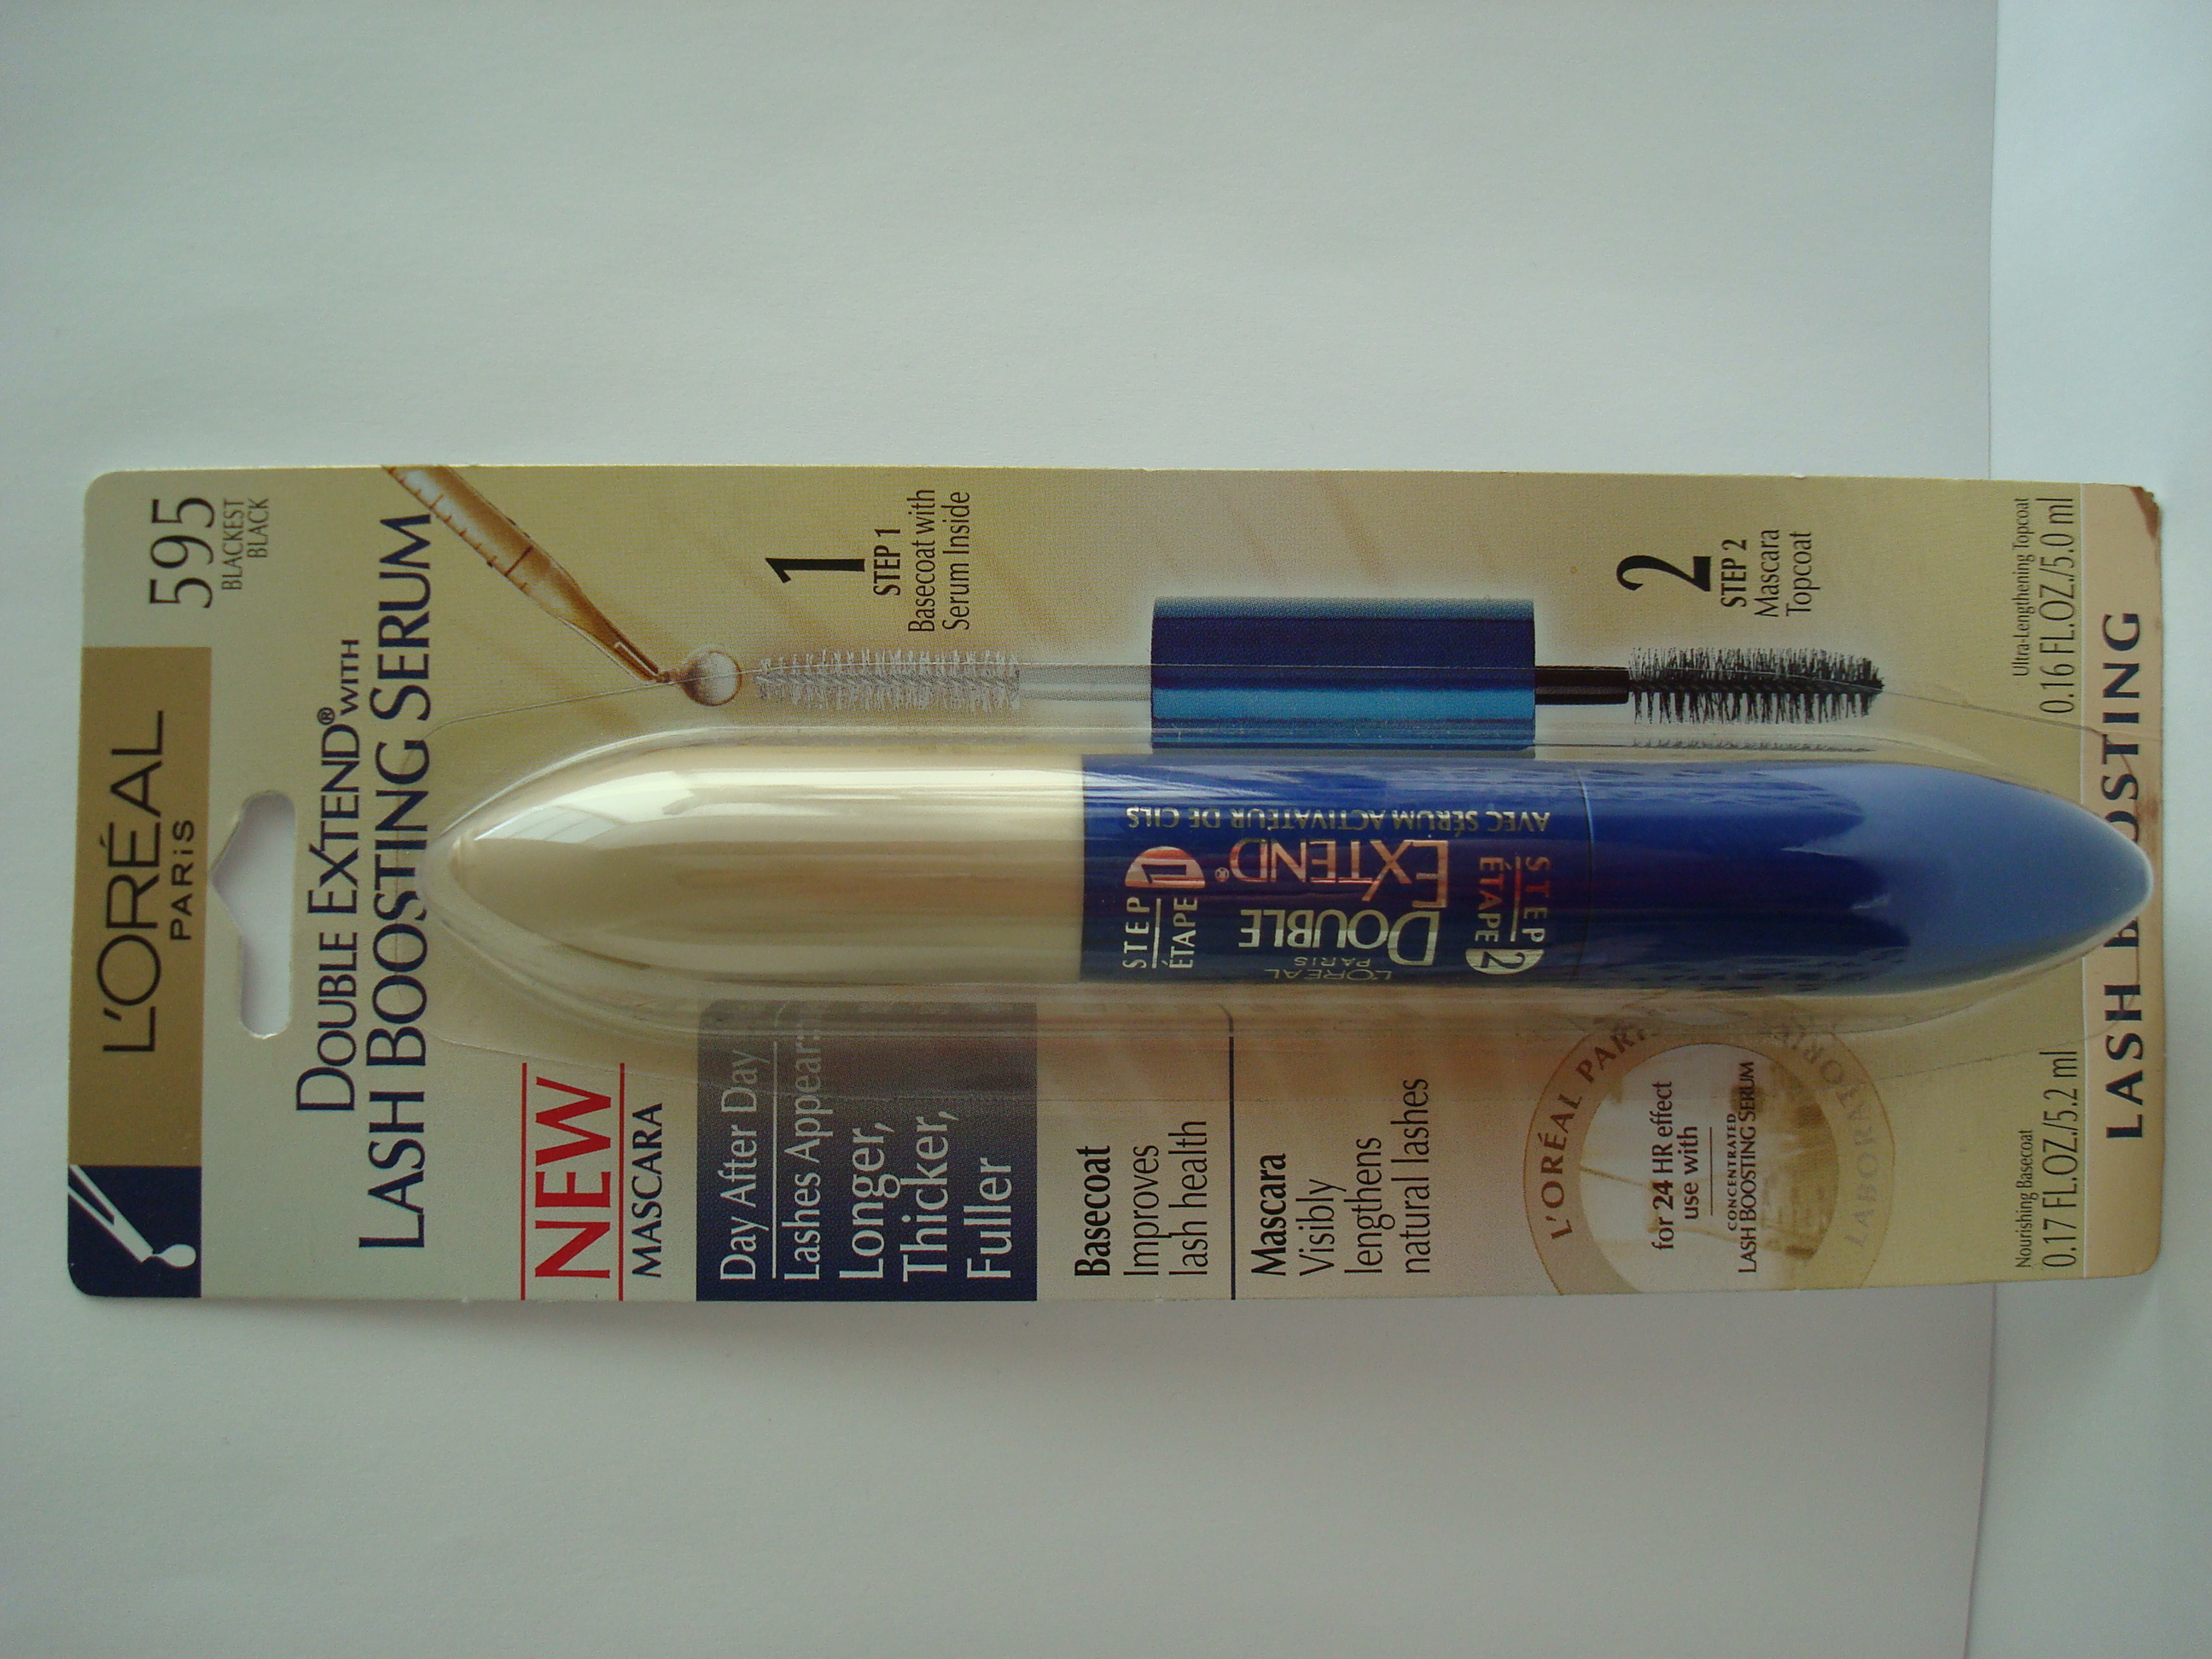 L'ORÉAL
PARIS
595
BLACKEST
BLACK
DOUBLE EXTEND® WITH
LASH BOOSTING SERUM
NEW
MASCARA
Day After Day
Lashes Appear:
Longer,
Thicker,
Fuller
1
STEP 1
Basecoat with
Serum Inside
Basecoat
Improves
lash health
Mascara
Visibly
lengthens
natural lashes
STEP
ÉTAPE
1
L'ORÉAL
PARIS
DOUBLE
EXTEND®
AVEC SÉRUM ACTIVATEUR DE CILS
STEP
ÉTAPE
2
2
STEP 2
Mascara
Topcoat
L'ORÉAL PARIS
for 24 HR effect
use with
CONCENTRATED
LASH BOOSTING SERUM
LABORATOIRE
Nourishing Basecoat
0.17 FL.OZ./5.2 ml
Ultra-Lengthening Topcoat
0.16 FL.OZ./5.0 ml
LASH BOOSTING